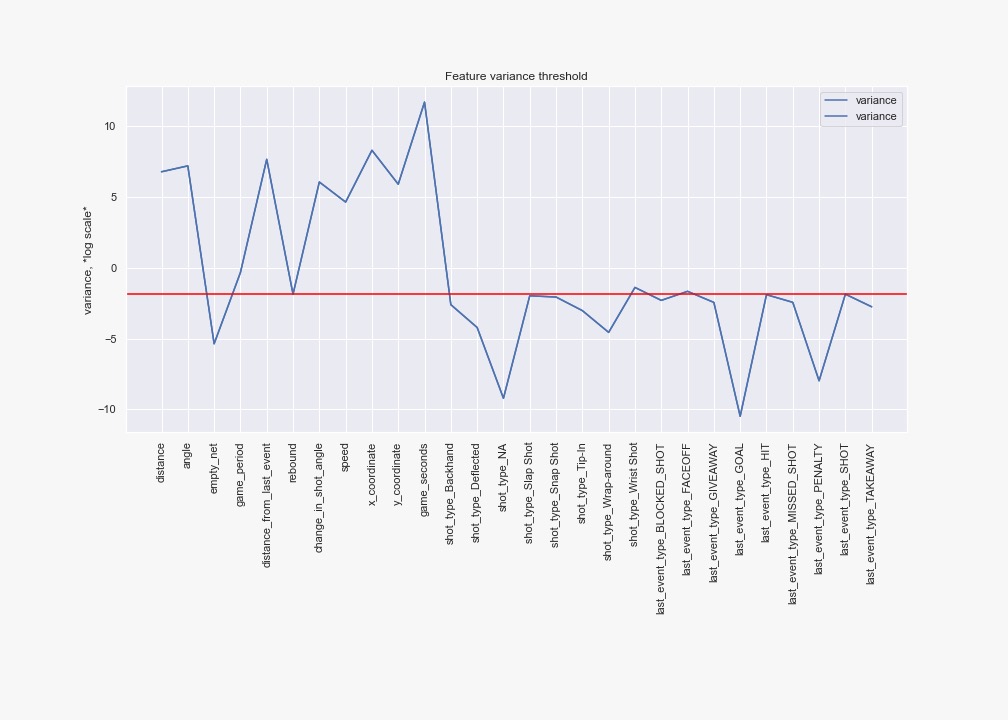 Feature variance threshold
variance
variance
variance, *log scale*
10
5
0
−5
−10
distance
angle
empty_net
game_period
distance_from_last_event
rebound
change_in_shot_angle
speed
x_coordinate
y_coordinate
game_seconds
shot_type_Backhand
shot_type_Deflected
shot_type_NA
shot_type_Slap Shot
shot_type_Snap Shot
shot_type_Tip-In
shot_type_Wrap-around
shot_type_Wrist Shot
last_event_type_BLOCKED_SHOT
last_event_type_FACEOFF
last_event_type_GIVEAWAY
last_event_type_GOAL
last_event_type_HIT
last_event_type_MISSED_SHOT
last_event_type_PENALTY
last_event_type_SHOT
last_event_type_TAKEAWAY